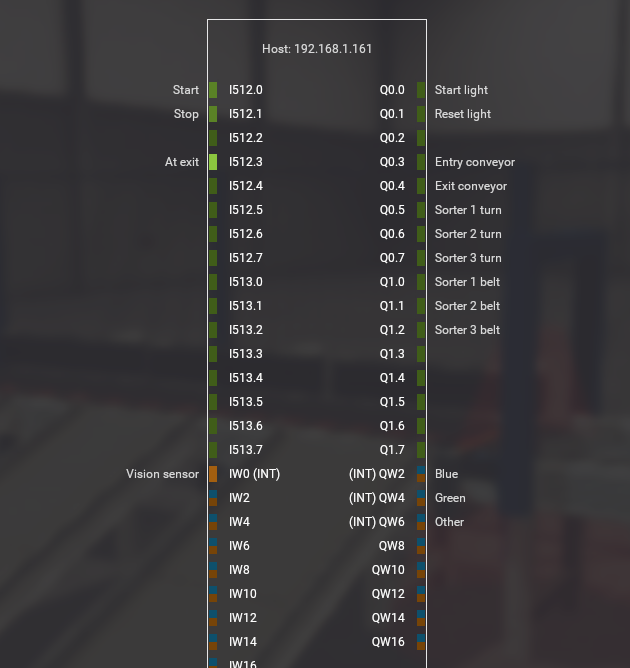 Host: 192.168.1.161
Start I512.0 Q0.0 Start light
Stop I512.1 Q0.1 Reset light
I512.2 Q0.2
At exit I512.3 Q0.3 Entry conveyor
I512.4 Q0.4 Exit conveyor
I512.5 Q0.5 Sorter 1 turn
I512.6 Q0.6 Sorter 2 turn
I512.7 Q0.7 Sorter 3 turn
I513.0 Q1.0 Sorter 1 belt
I513.1 Q1.1 Sorter 2 belt
I513.2 Q1.2 Sorter 3 belt
I513.3 Q1.3
I513.4 Q1.4
I513.5 Q1.5
I513.6 Q1.6
I513.7 Q1.7
Vision sensor IW0 (INT) (INT) QW2 Blue
IW2 (INT) QW4 Green
IW4 (INT) QW6 Other
IW6 QW8
IW8 QW10
IW10 QW12
IW12 QW14
IW14 QW16
IW16